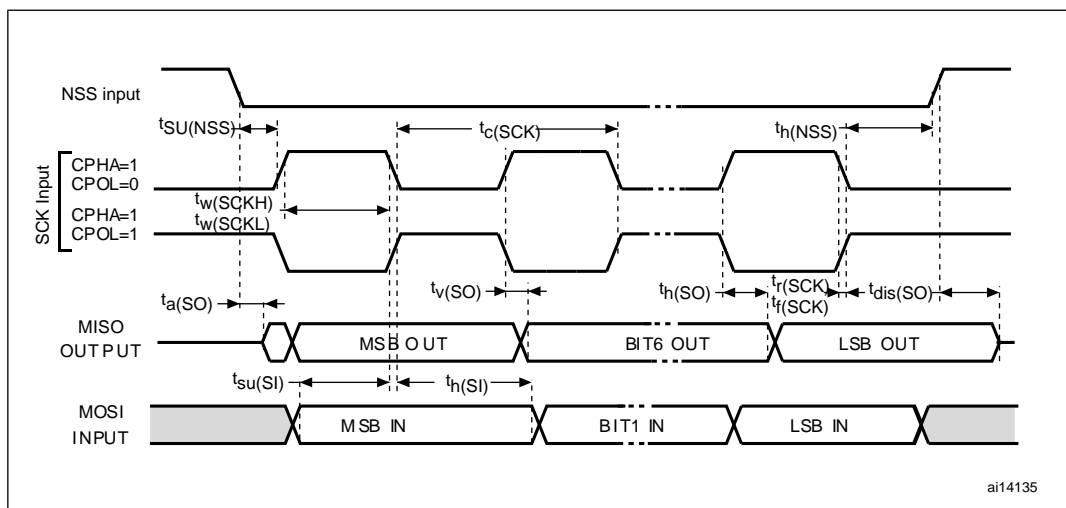 NSS input
tSU(NSS)
tc(SCK)
th(NSS)
SCK Input
CPHA=1
CPOL=0
tw(SCKH)
CPHA=1
tw(SCKL)
CPOL=1
ta(SO)
tv(SO)
th(SO)
tr(SCK)
tf(SCK)
tdis(SO)
MISO
OUTPUT
MSB OUT
BIT6 OUT
LSB OUT
tsu(SI)
th(SI)
MOSI
INPUT
MSB IN
BIT1 IN
LSB IN
ai14135